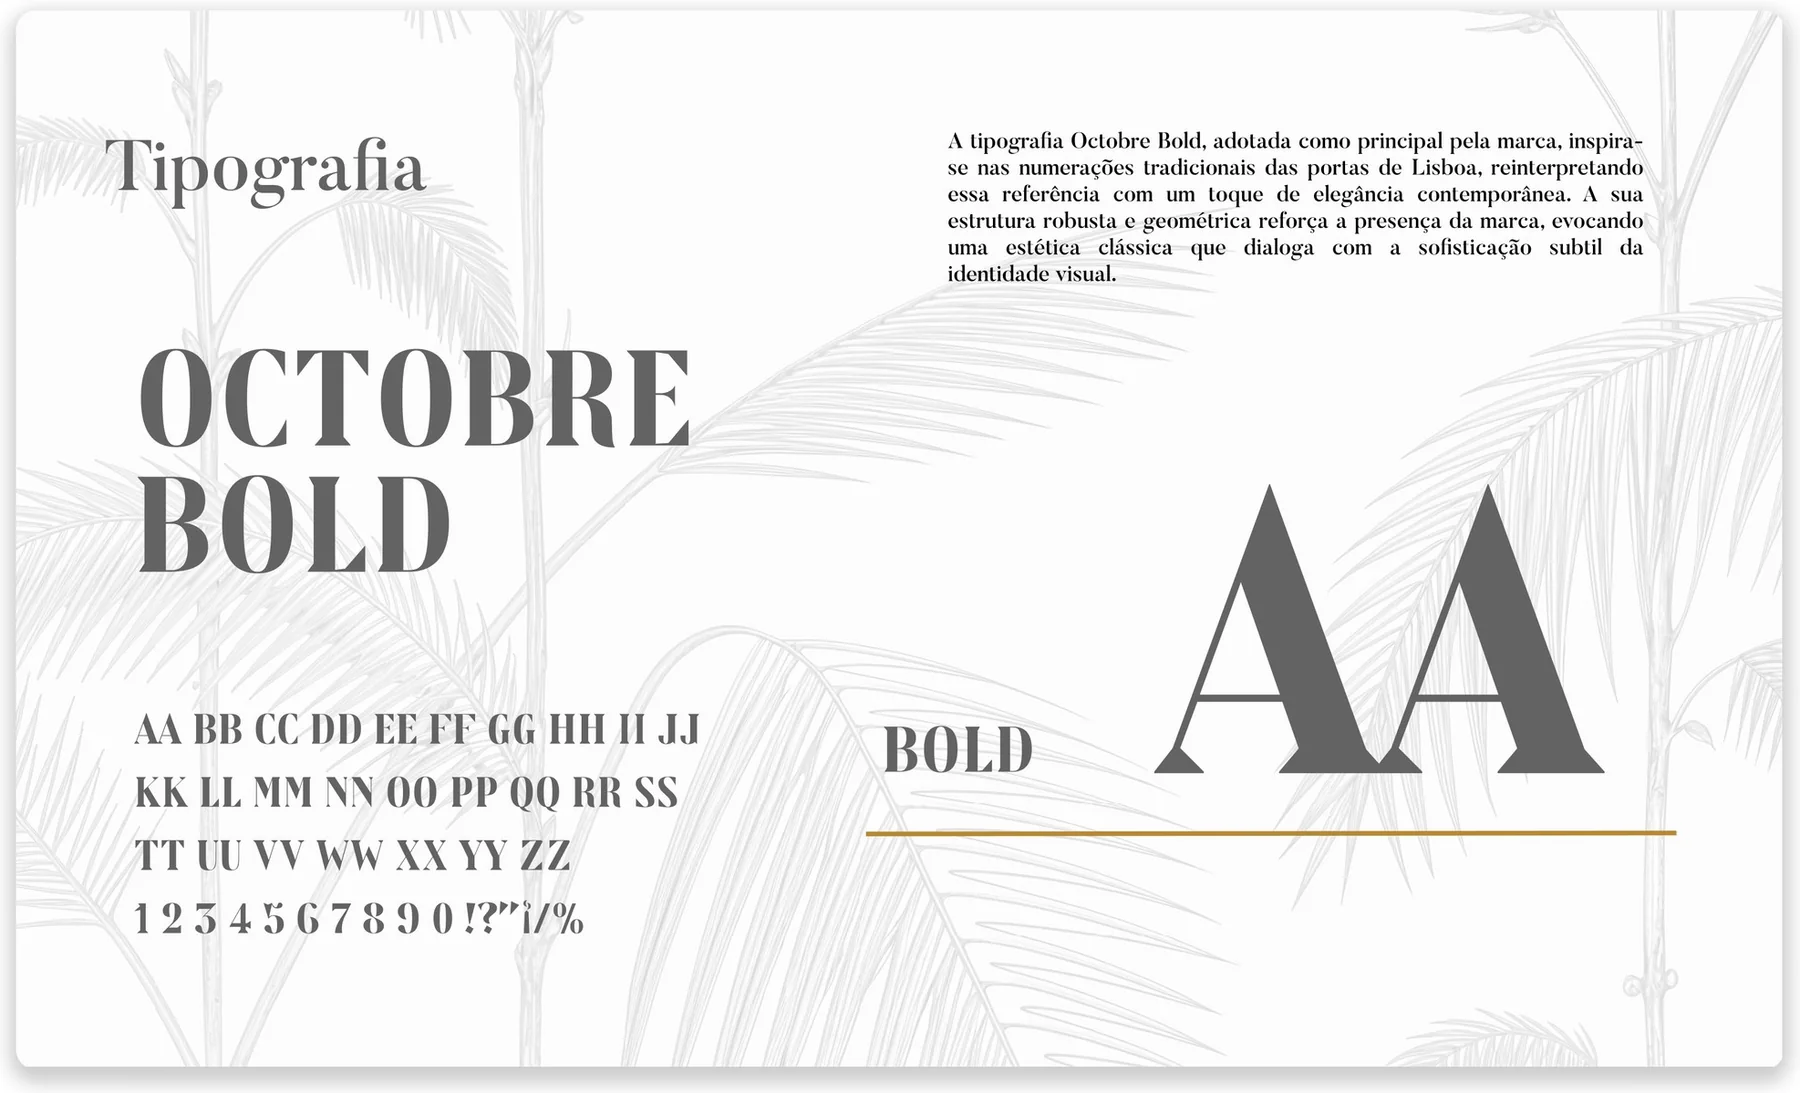 Tipografia
A tipografia Octobre Bold, adotada como principal pela marca, inspira-
se nas numerações tradicionais das portas de Lisboa, reinterpretando
essa referência com um toque de elegância contemporânea. A sua
estrutura robusta e geométrica reforça a presença da marca, evocando
uma estética clássica que dialoga com a sofisticação subtil da
identidade visual.
OCTOBRE
BOLD
AA BB CC DD EE FF GG HH II JJ
KK LL MM NN OO PP QQ RR SS
TT UU VV WW XX YY ZZ
1 2 3 4 5 6 7 8 9 0 !?
/%
BOLD
AA